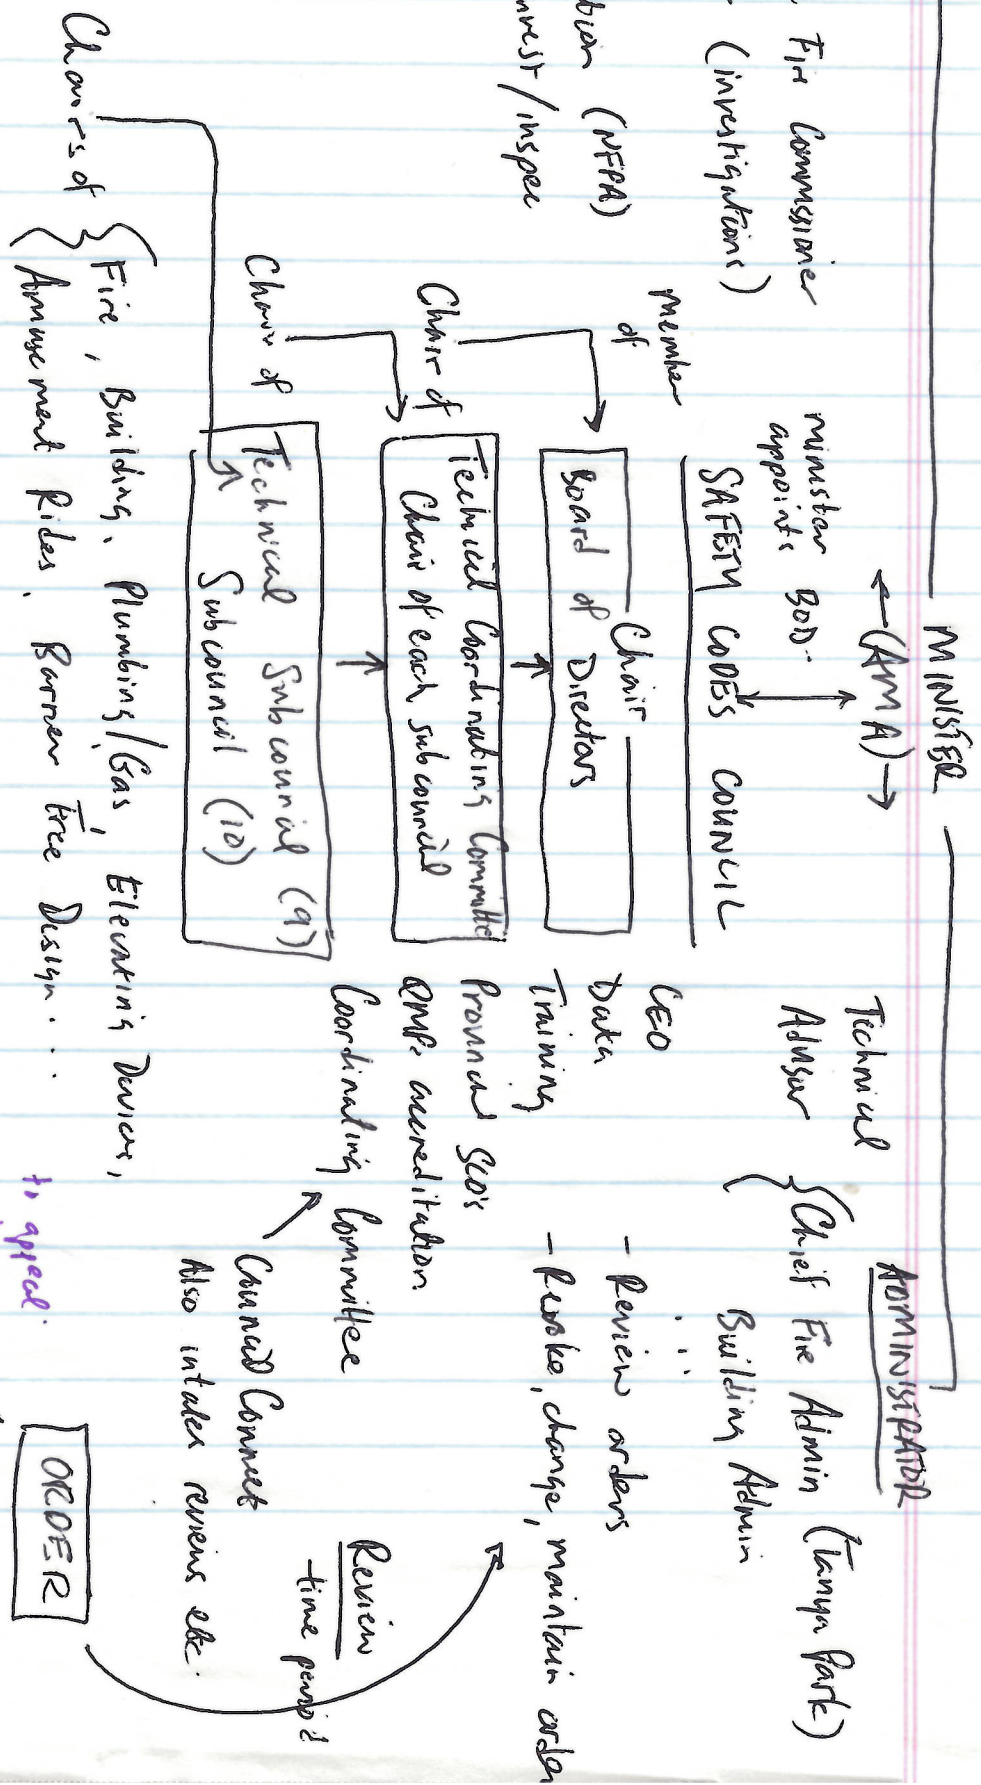 MINISTER
Fire Commssioner
(investigations)
(NFPA)
invest/inspec
← (AMA) →
minister
appoints BOD..
SAFETY CODES COUNCIL
member
of
Chair
Board of Directors
Chair of
Technical Coordinating Committee
Chair of each subcouncil
Chair of
Technical Subcouncil (9)
Subcouncil (10)
Chairs of
{ Fire, Building, Plumbing/Gas, Elevating Devices,
Amusement Rides. Barrier Free Design...
ADMINISTRATOR
Technical
Advisor
{ Chief Fire Admin (Tanya Park)
Building Admin
- Review orders
- Revoke, change, maintain order
CEO
Data
Training
Provincial SCO's
QMP: accreditation
Coordinating Committee
Council Connect
Also intakes reviews etc.
Review
-time period
ORDER
to appeal.